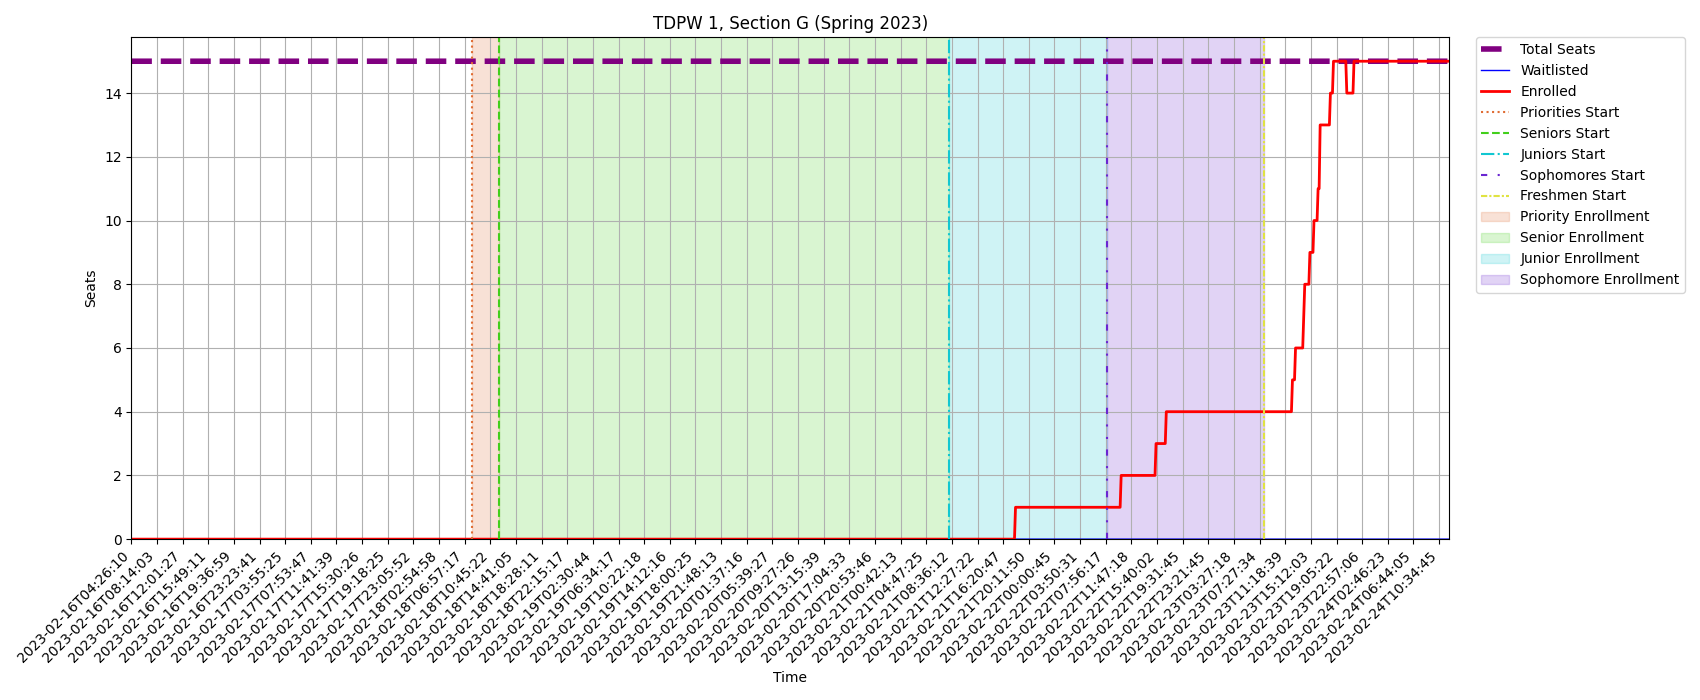 TDPW 1, Section G (Spring 2023)
Total Seats
Waitlisted
Enrolled
Priorities Start
Seniors Start
Juniors Start
Sophomores Start
Freshmen Start
Priority Enrollment
Senior Enrollment
Junior Enrollment
Sophomore Enrollment
Seats
14
12
10
8
6
4
2
0
2023-02-16T04:26:10
2023-02-16T08:14:03
2023-02-16T12:01:27
2023-02-16T15:49:11
2023-02-16T19:36:59
2023-02-16T23:23:41
2023-02-17T03:55:25
2023-02-17T07:53:47
2023-02-17T11:41:39
2023-02-17T15:30:26
2023-02-17T19:18:25
2023-02-17T23:05:52
2023-02-18T02:54:58
2023-02-18T06:57:17
2023-02-18T10:45:22
2023-02-18T14:41:05
2023-02-18T18:28:11
2023-02-18T22:15:17
2023-02-19T02:30:44
2023-02-19T06:34:17
2023-02-19T10:22:18
2023-02-19T14:12:16
2023-02-19T18:00:25
2023-02-19T21:48:13
2023-02-20T01:37:16
2023-02-20T05:39:27
2023-02-20T09:27:26
2023-02-20T13:15:39
2023-02-20T17:04:33
2023-02-20T20:53:46
2023-02-21T00:42:13
2023-02-21T04:47:25
2023-02-21T08:36:12
2023-02-21T12:27:22
2023-02-21T16:20:47
2023-02-21T20:11:50
2023-02-22T00:00:45
2023-02-22T03:50:31
2023-02-22T07:56:17
2023-02-22T11:47:18
2023-02-22T15:40:02
2023-02-22T19:31:45
2023-02-22T23:21:45
2023-02-23T03:27:18
2023-02-23T07:27:34
2023-02-23T11:18:39
2023-02-23T15:12:03
2023-02-23T19:05:22
2023-02-23T22:57:06
2023-02-24T02:46:23
2023-02-24T06:44:05
2023-02-24T10:34:45
Time